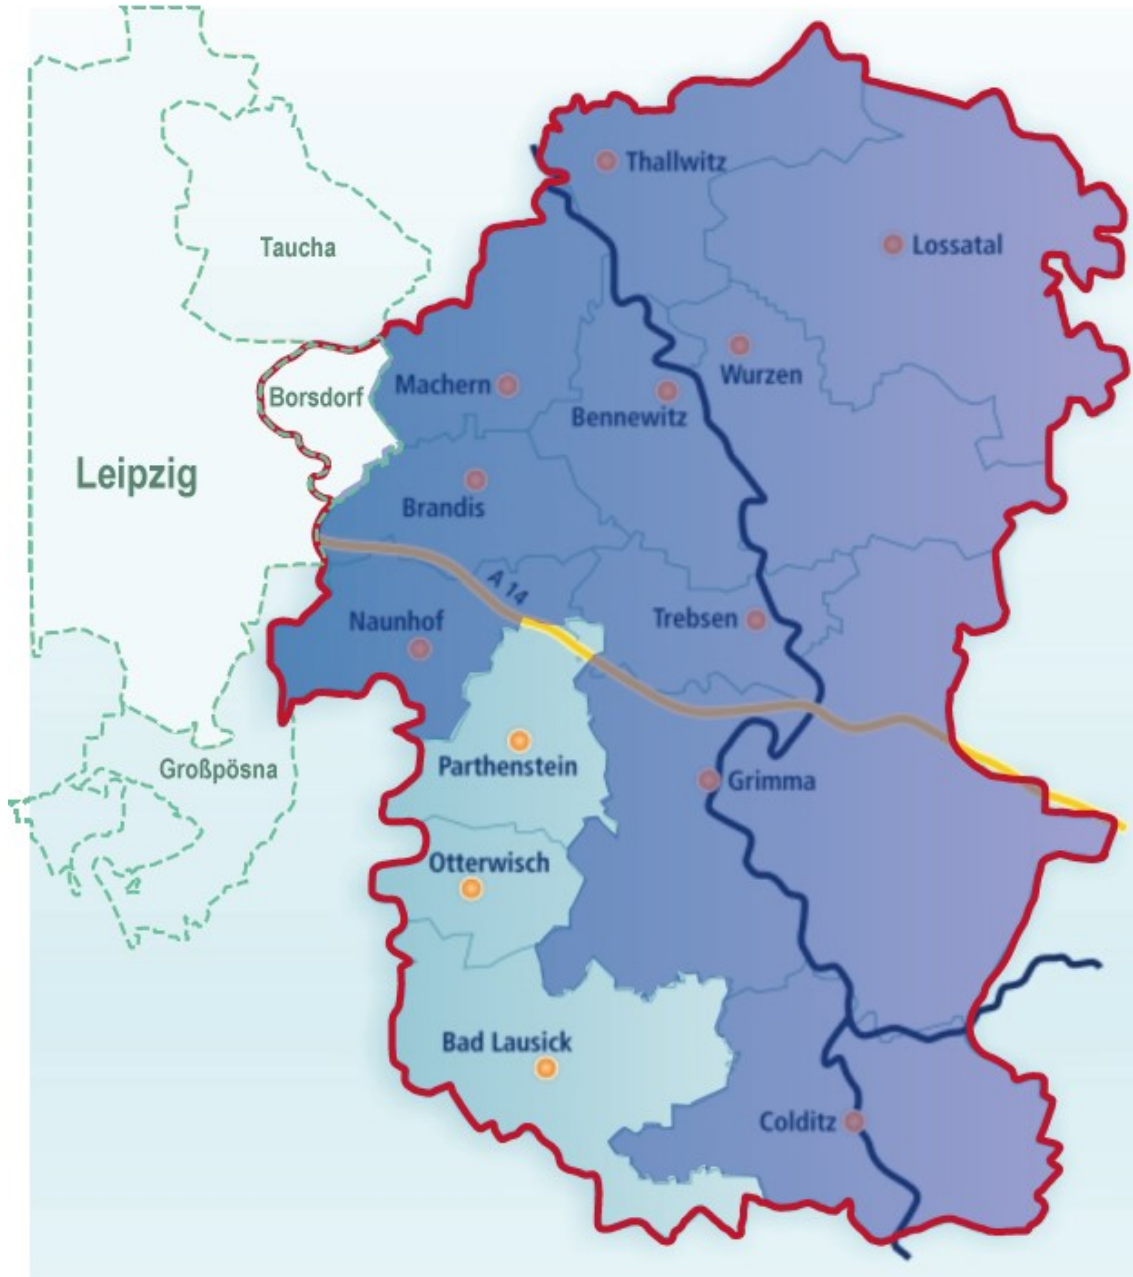 Thallwitz
Taucha
Lossatal
Machern
Borsdorf
Wurzen
Bennewitz
Leipzig
Brandis
A 14
Naunhof
Trebsen
Parthenstein
Großpösna
Grimma
Otterwisch
Bad Lausick
Colditz